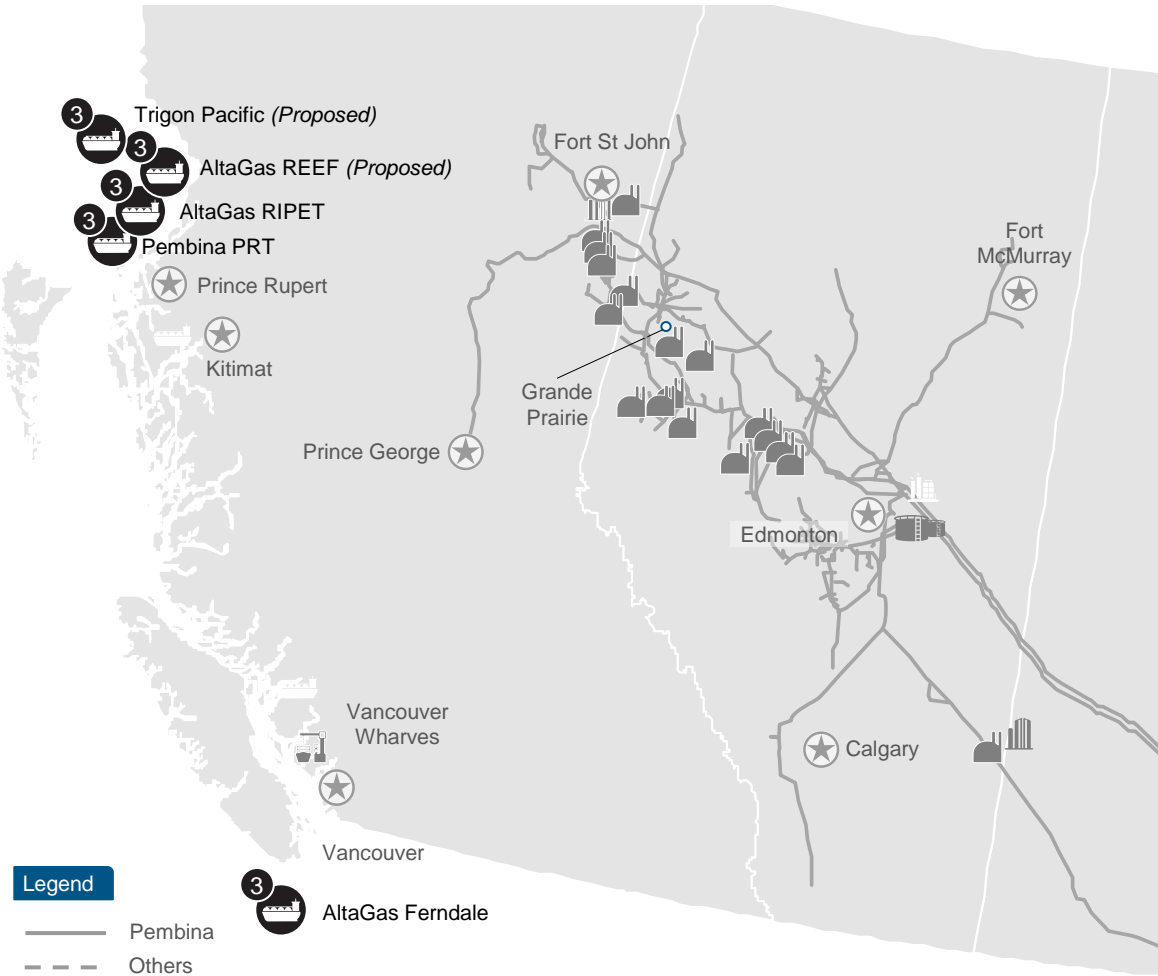 3
Trigon Pacific (Proposed)
3
AltaGas REEF (Proposed)
3
AltaGas RIPET
3
Pembina PRT
Prince Rupert
Kitimat
Fort St John
Fort
McMurray
Grande
Prairie
Prince George
Edmonton
Vancouver
Wharves
Calgary
Vancouver
3
AltaGas Ferndale
Legend
Pembina
Others